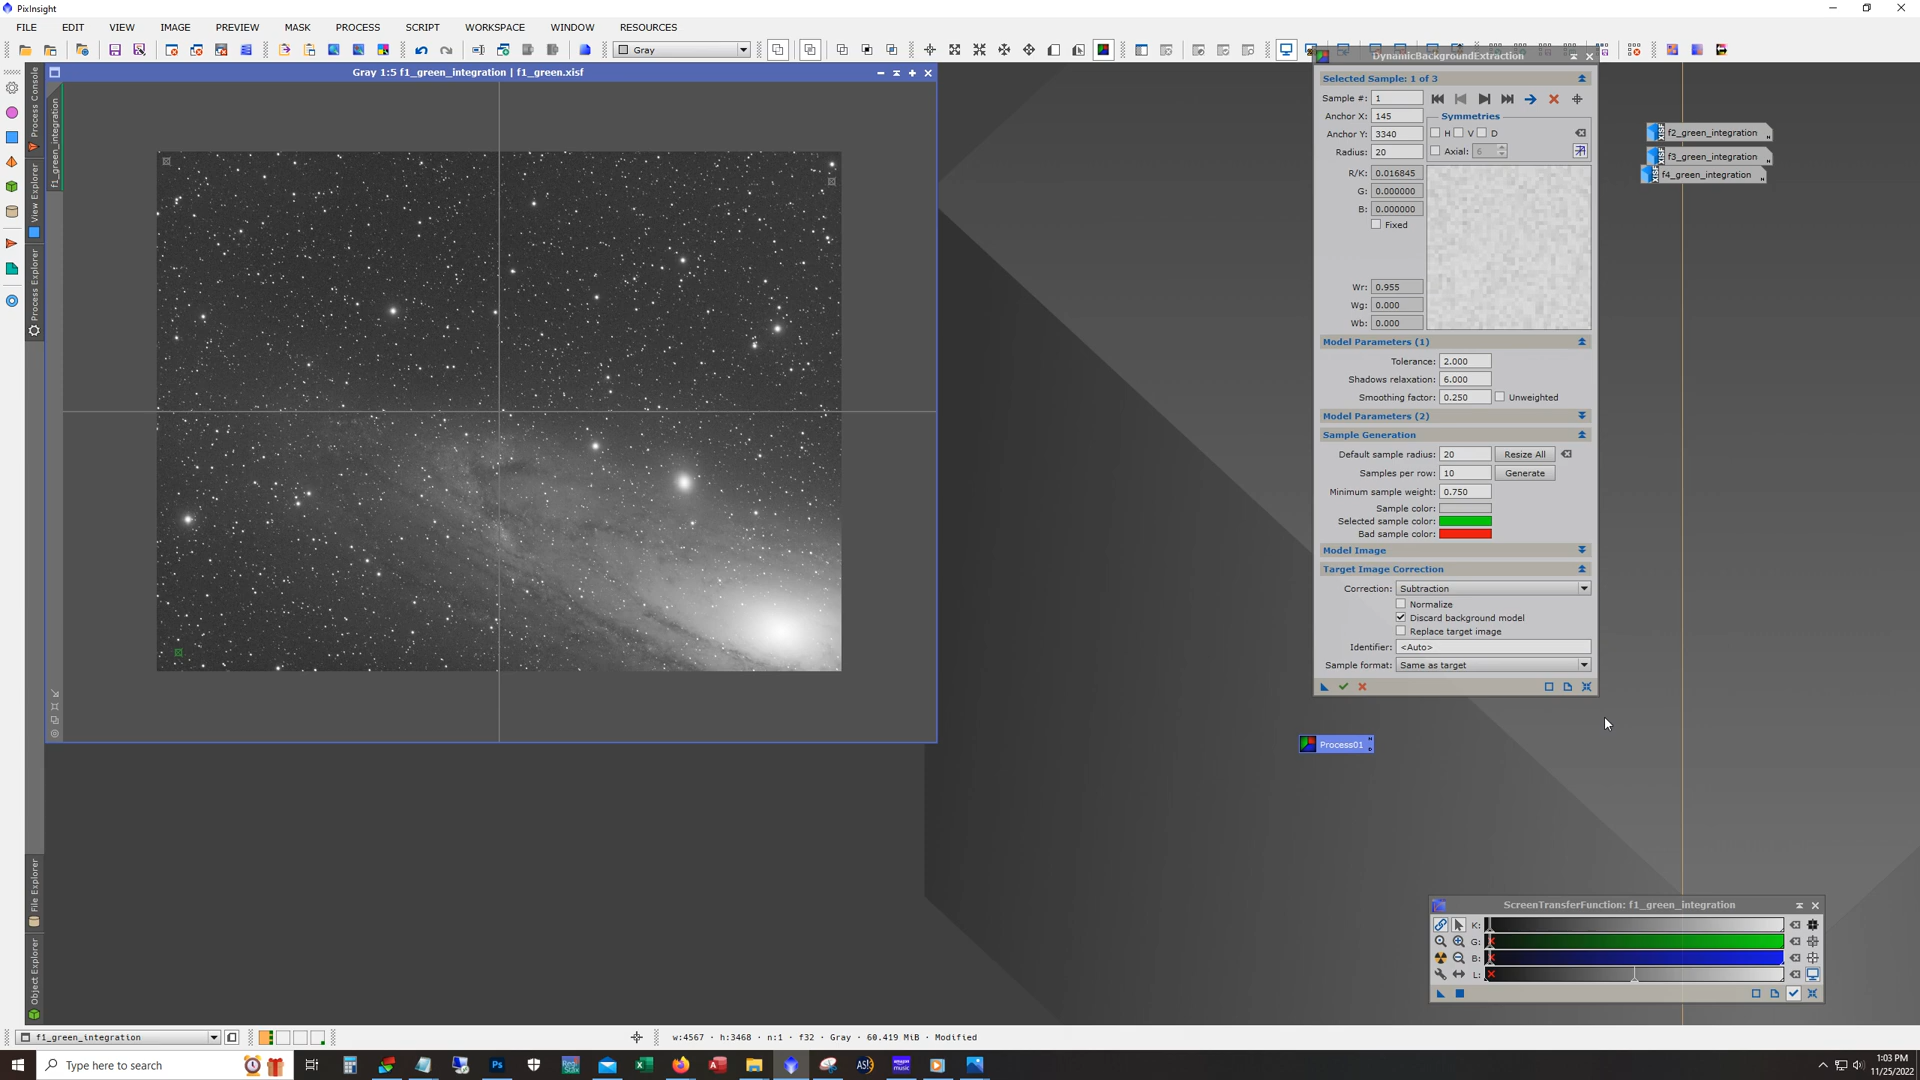 PixInsight
FILE EDIT VIEW IMAGE PROCESS PREVIEW MASK PROCESS SCRIPT WORKSPACE WINDOW RESOURCES
Gray
Gray 1:5 f1_green_integration | f1_green.xisf
f1_green_integration
Process Console
View Explorer
Process Explorer
File Explorer
Object Explorer
DynamicBackgroundExtraction
Selected Sample: 1 of 3
Sample #: 1
Anchor X: 145
Symmetries
Anchor Y: 3340
H V D
Radius: 20
Axial: 6
R/K: 0.016845
G: 0.000000
B: 0.000000
Fixed
Wr: 0.955
Wg: 0.000
Wb: 0.000
Model Parameters (1)
Tolerance: 2.000
Shadows relaxation: 6.000
Smoothing factor: 0.250 Unweighted
Model Parameters (2)
Sample Generation
Default sample radius: 20 Resize All
Samples per row: 10 Generate
Minimum sample weight: 0.750
Sample color:
Selected sample color:
Bad sample color:
Model Image
Target Image Correction
Correction: Subtraction
Normalize
Discard background model
Replace target image
Identifier: <Auto>
Sample format: Same as target
Process01
XISF f2_green_integration
XISF f3_green_integration
XISF f4_green_integration
ScreenTransferFunction: f1_green_integration
K:
G:
B:
L:
f1_green_integration
w:4567 · h:3468 · n:1 · f32 · Gray · 60.419 MiB · Modified
Type here to search
1:03 PM
11/25/2022